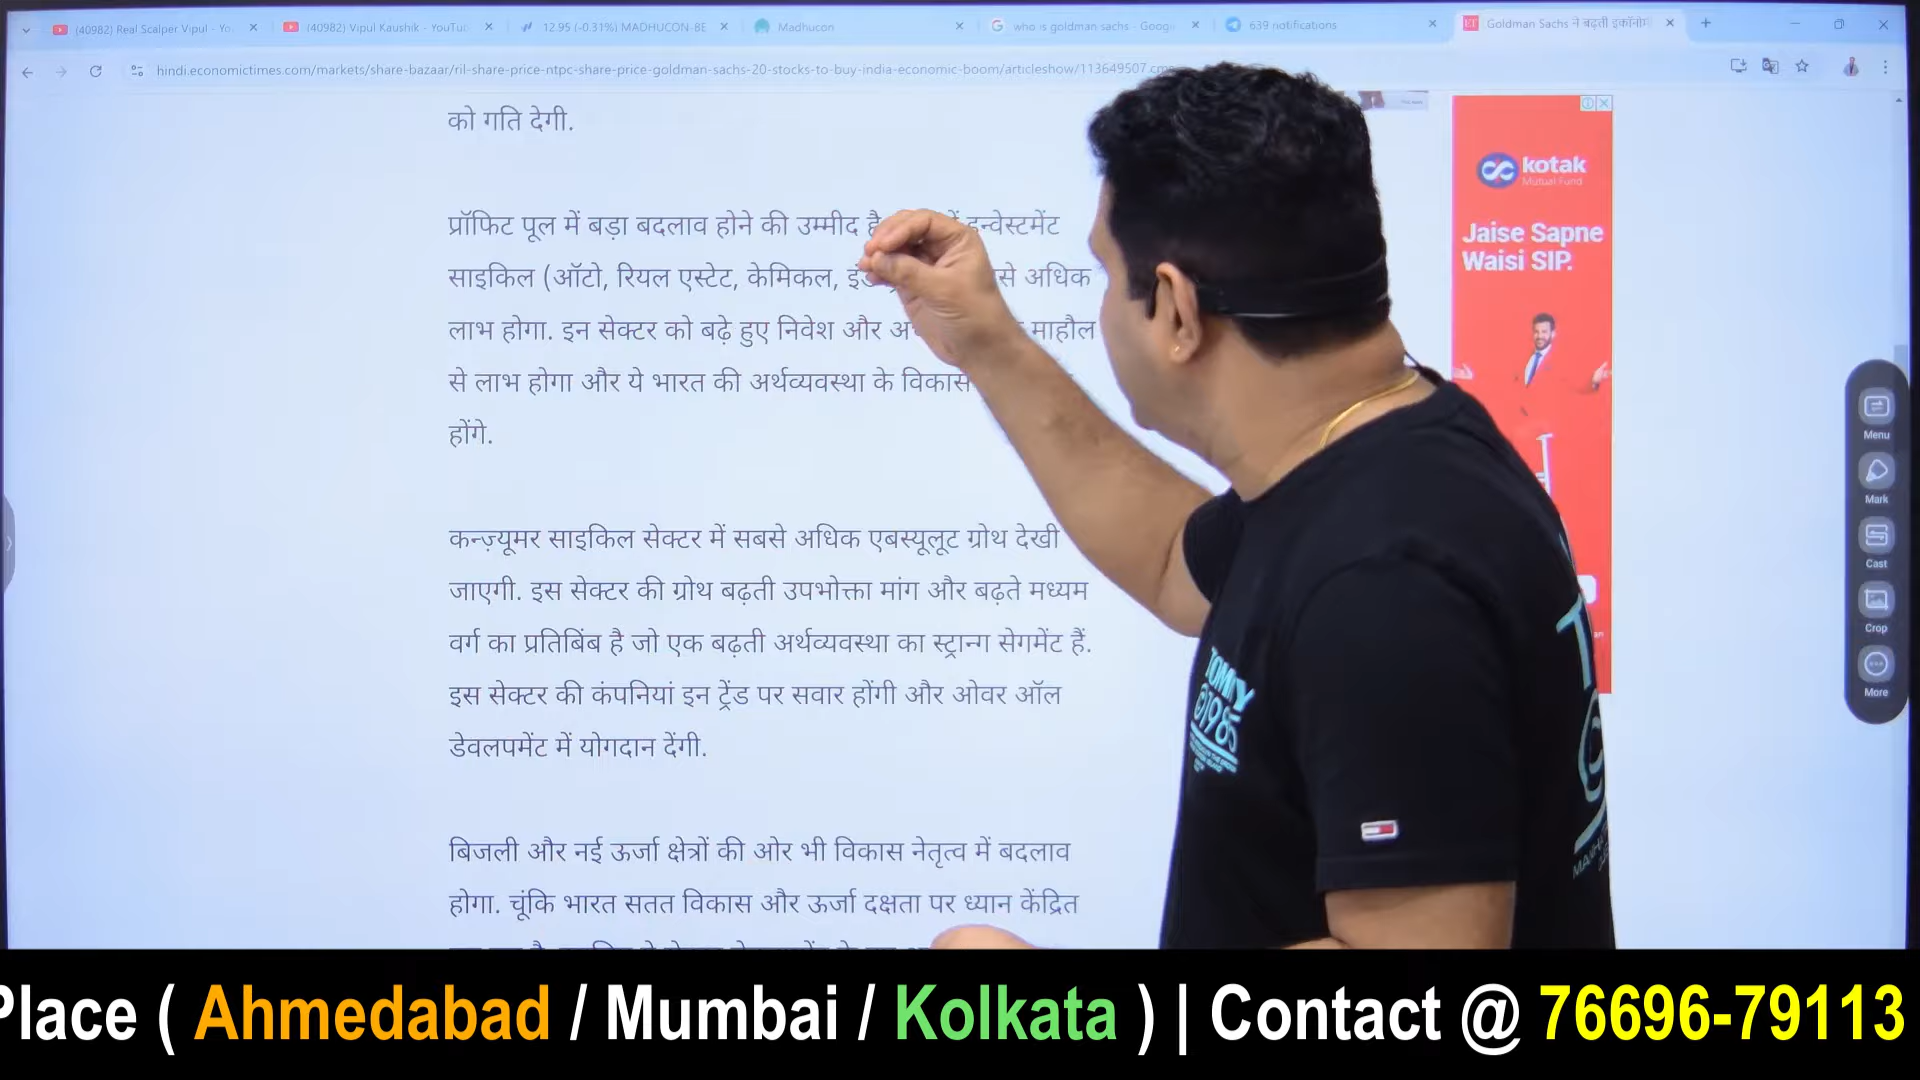 (40982) Real Scalper Vipul - Yo
(40982) Vipul Kaushik - YouTu
12.95 (-0.31%) MADHUCON-BE
Madhucon
who is goldman sachs - Googl
639 notifications
Goldman Sachs ने बढ़ती इकॉनोम
hindi.economictimes.com/markets/share-bazaar/ril-share-price-ntpc-share-price-goldman-sachs-20-stocks-to-buy-india-economic-boom/articleshow/113649507.cms
को गति देगी.
प्रॉफिट पूल में बड़ा बदलाव होने की उम्मीद है इन्वेस्टमेंट
साइकिल (ऑटो, रियल एस्टेट, केमिकल, से अधिक
लाभ होगा. इन सेक्टर को बढ़े हुए निवेश और माहौल
से लाभ होगा और ये भारत की अर्थव्यवस्था के विकास
होंगे.
कन्ज़्यूमर साइकिल सेक्टर में सबसे अधिक एबस्यूलूट ग्रोथ देखी
जाएगी. इस सेक्टर की ग्रोथ बढ़ती उपभोक्ता मांग और बढ़ते मध्यम
वर्ग का प्रतिबिंब है जो एक बढ़ती अर्थव्यवस्था का स्ट्रान्ग सेगमेंट हैं.
इस सेक्टर की कंपनियां इन ट्रेंड पर सवार होंगी और ओवर ऑल
डेवलपमेंट में योगदान देंगी.
बिजली और नई ऊर्जा क्षेत्रों की ओर भी विकास नेतृत्व में बदलाव
होगा. चूंकि भारत सतत विकास और ऊर्जा दक्षता पर ध्यान केंद्रित
kotak
Mutual Fund
Jaise Sapne
Waisi SIP.
Menu
Mark
Cast
Crop
More
TOMMY
@1985
Place ( Ahmedabad / Mumbai / Kolkata ) | Contact @ 76696-79113